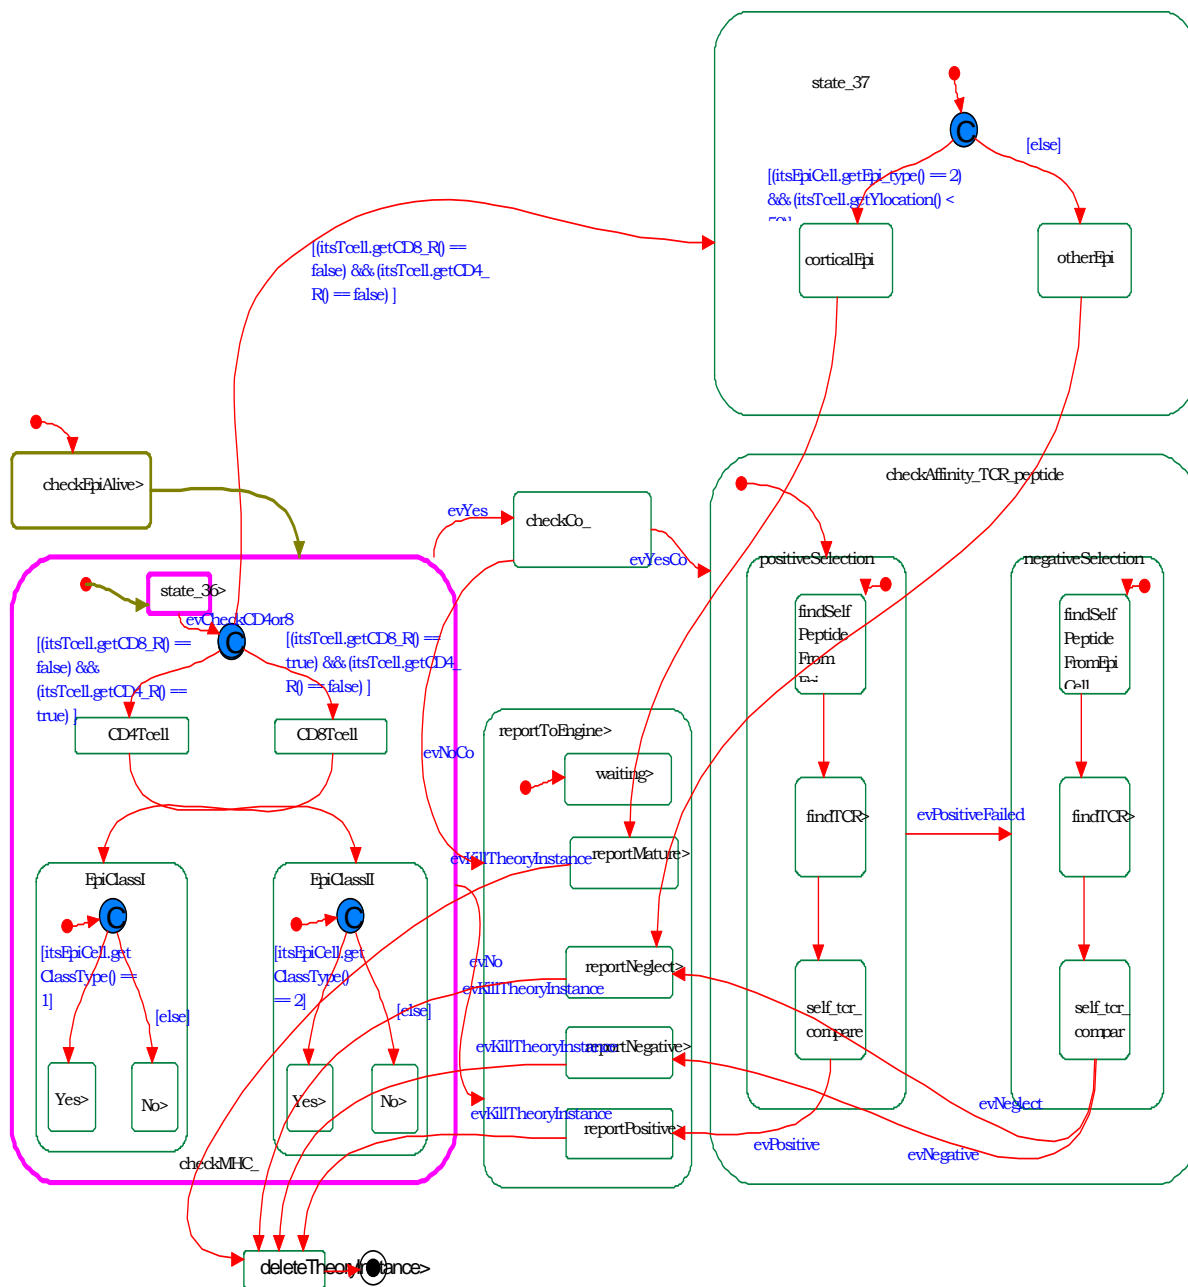 state_37
[else]
[(itsEpiCell.getEpi_type() == 2)
&& (itsTcell.getYlocation() <
corticalEpi
otherEpi
[(itsTcell.getCD8_R() ==
false) && (itsTcell.getCD4_
R() == false) ]
checkEpiAlive>
evYes
checkCo_
evYesCo
checkAffinity_TCR_peptide
state_36>
evCheckCD4or8
[(itsTcell.getCD8_R() ==
false) &&
(itsTcell.getCD4_R() ==
true) ]
[(itsTcell.getCD8_R() ==
true) && (itsTcell.getCD4_
R() == false) ]
CD4Tcell
CD8Tcell
evNoCo
positiveSelection
findSelf
Peptide
From
Epi
findTCR>
self_tcr_
compare
evPositiveFailed
negativeSelection
findSelf
Peptide
FromEpi
Cell
findTCR>
self_tcr_
compar
reportToEngine>
waiting>
evKillTheoryInstance
reportMature>
evNo
reportNeglect>
evKillTheoryInstance
evKillTheoryInstance
reportNegative>
evKillTheoryInstance
reportPositive>
evPositive
evNeglect
evNegative
EpiClassI
C
[itsEpiCell.get
ClassType() ==
1]
[else]
Yes>
No>
EpiClassII
C
[itsEpiCell.get
ClassType()
== 2]
[else]
Yes>
No>
checkMHC_
C
C
deleteTheoryInstance>